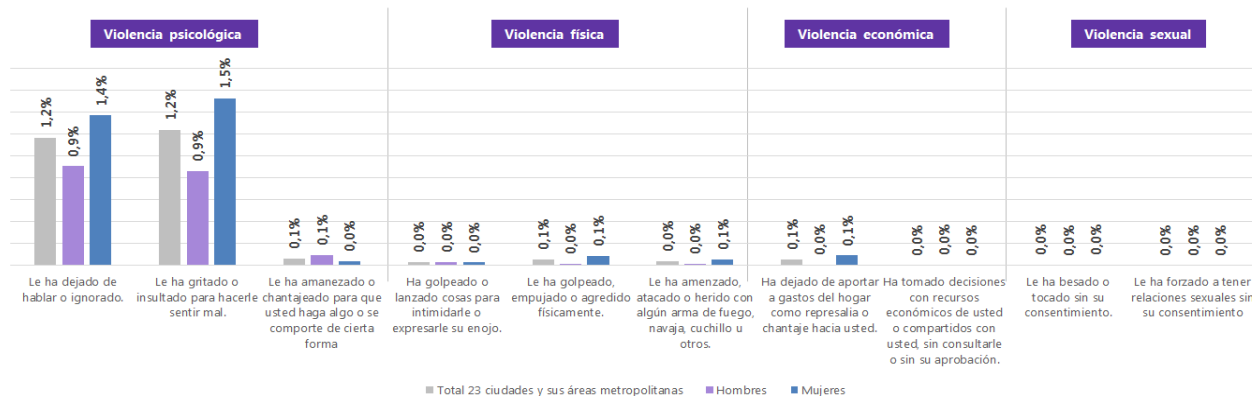 Violencia psicológica
Violencia física
Violencia económica
Violencia sexual
1,2%
0,9%
1,4%
1,2%
0,9%
1,5%
0,1%
0,1%
0,0%
0,0%
0,0%
0,0%
0,1%
0,0%
0,1%
0,0%
0,0%
0,1%
0,1%
0,0%
0,1%
0,0%
0,0%
0,0%
0,0%
0,0%
0,0%
0,0%
0,0%
0,0%
Le ha dejado de
hablar o ignorado.
Le ha gritado o
insultado para hacerle
sentir mal.
Le ha amanezado o
chantajeado para que
usted haga algo o se
comporte de cierta
forma
Ha golpeado o
lanzado cosas para
intimidarle o
expresarle su enojo.
Le ha golpeado,
empujado o agredido
físicamente.
Le ha amenzado,
atacado o herido con
algún arma de fuego,
navaja, cuchillo u
otros.
Ha dejado de aportar
a gastos del hogar
como represalia o
chantaje hacia usted.
Ha tomado decisiones
con recursos
económicos de usted
o compartidos con
usted, sin consultarle
o sin su aprobación.
Le ha besado o
tocado sin su
consentimiento.
Le ha forzado a tener
relaciones sexuales sin
su consentimiento
Total 23 ciudades y sus áreas metropolitanas
Hombres
Mujeres